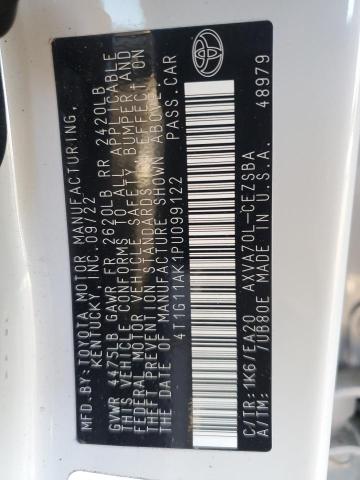 MFD. BY: TOYOTA MOTOR MANUFACTURING,
KENTUCKY, INC. 09/22
GVWR 4475LB GAWR FR 2620LB RR 2420LB
THIS VEHICLE CONFORMS TO ALL APPLICABLE
FEDERAL MOTOR VEHICLE SAFETY, BUMPER AND
THEFT PREVENTION STANDARDS IN EFFECT ON
THE DATE OF MANUFACTURE SHOWN ABOVE.
4T1G11AK1PU099122 PASS.CAR
C/TR: 1K6/EA20 AXVA70L-CEZSBA
A/TM: / UB80E MADE IN U.S.A. 48979